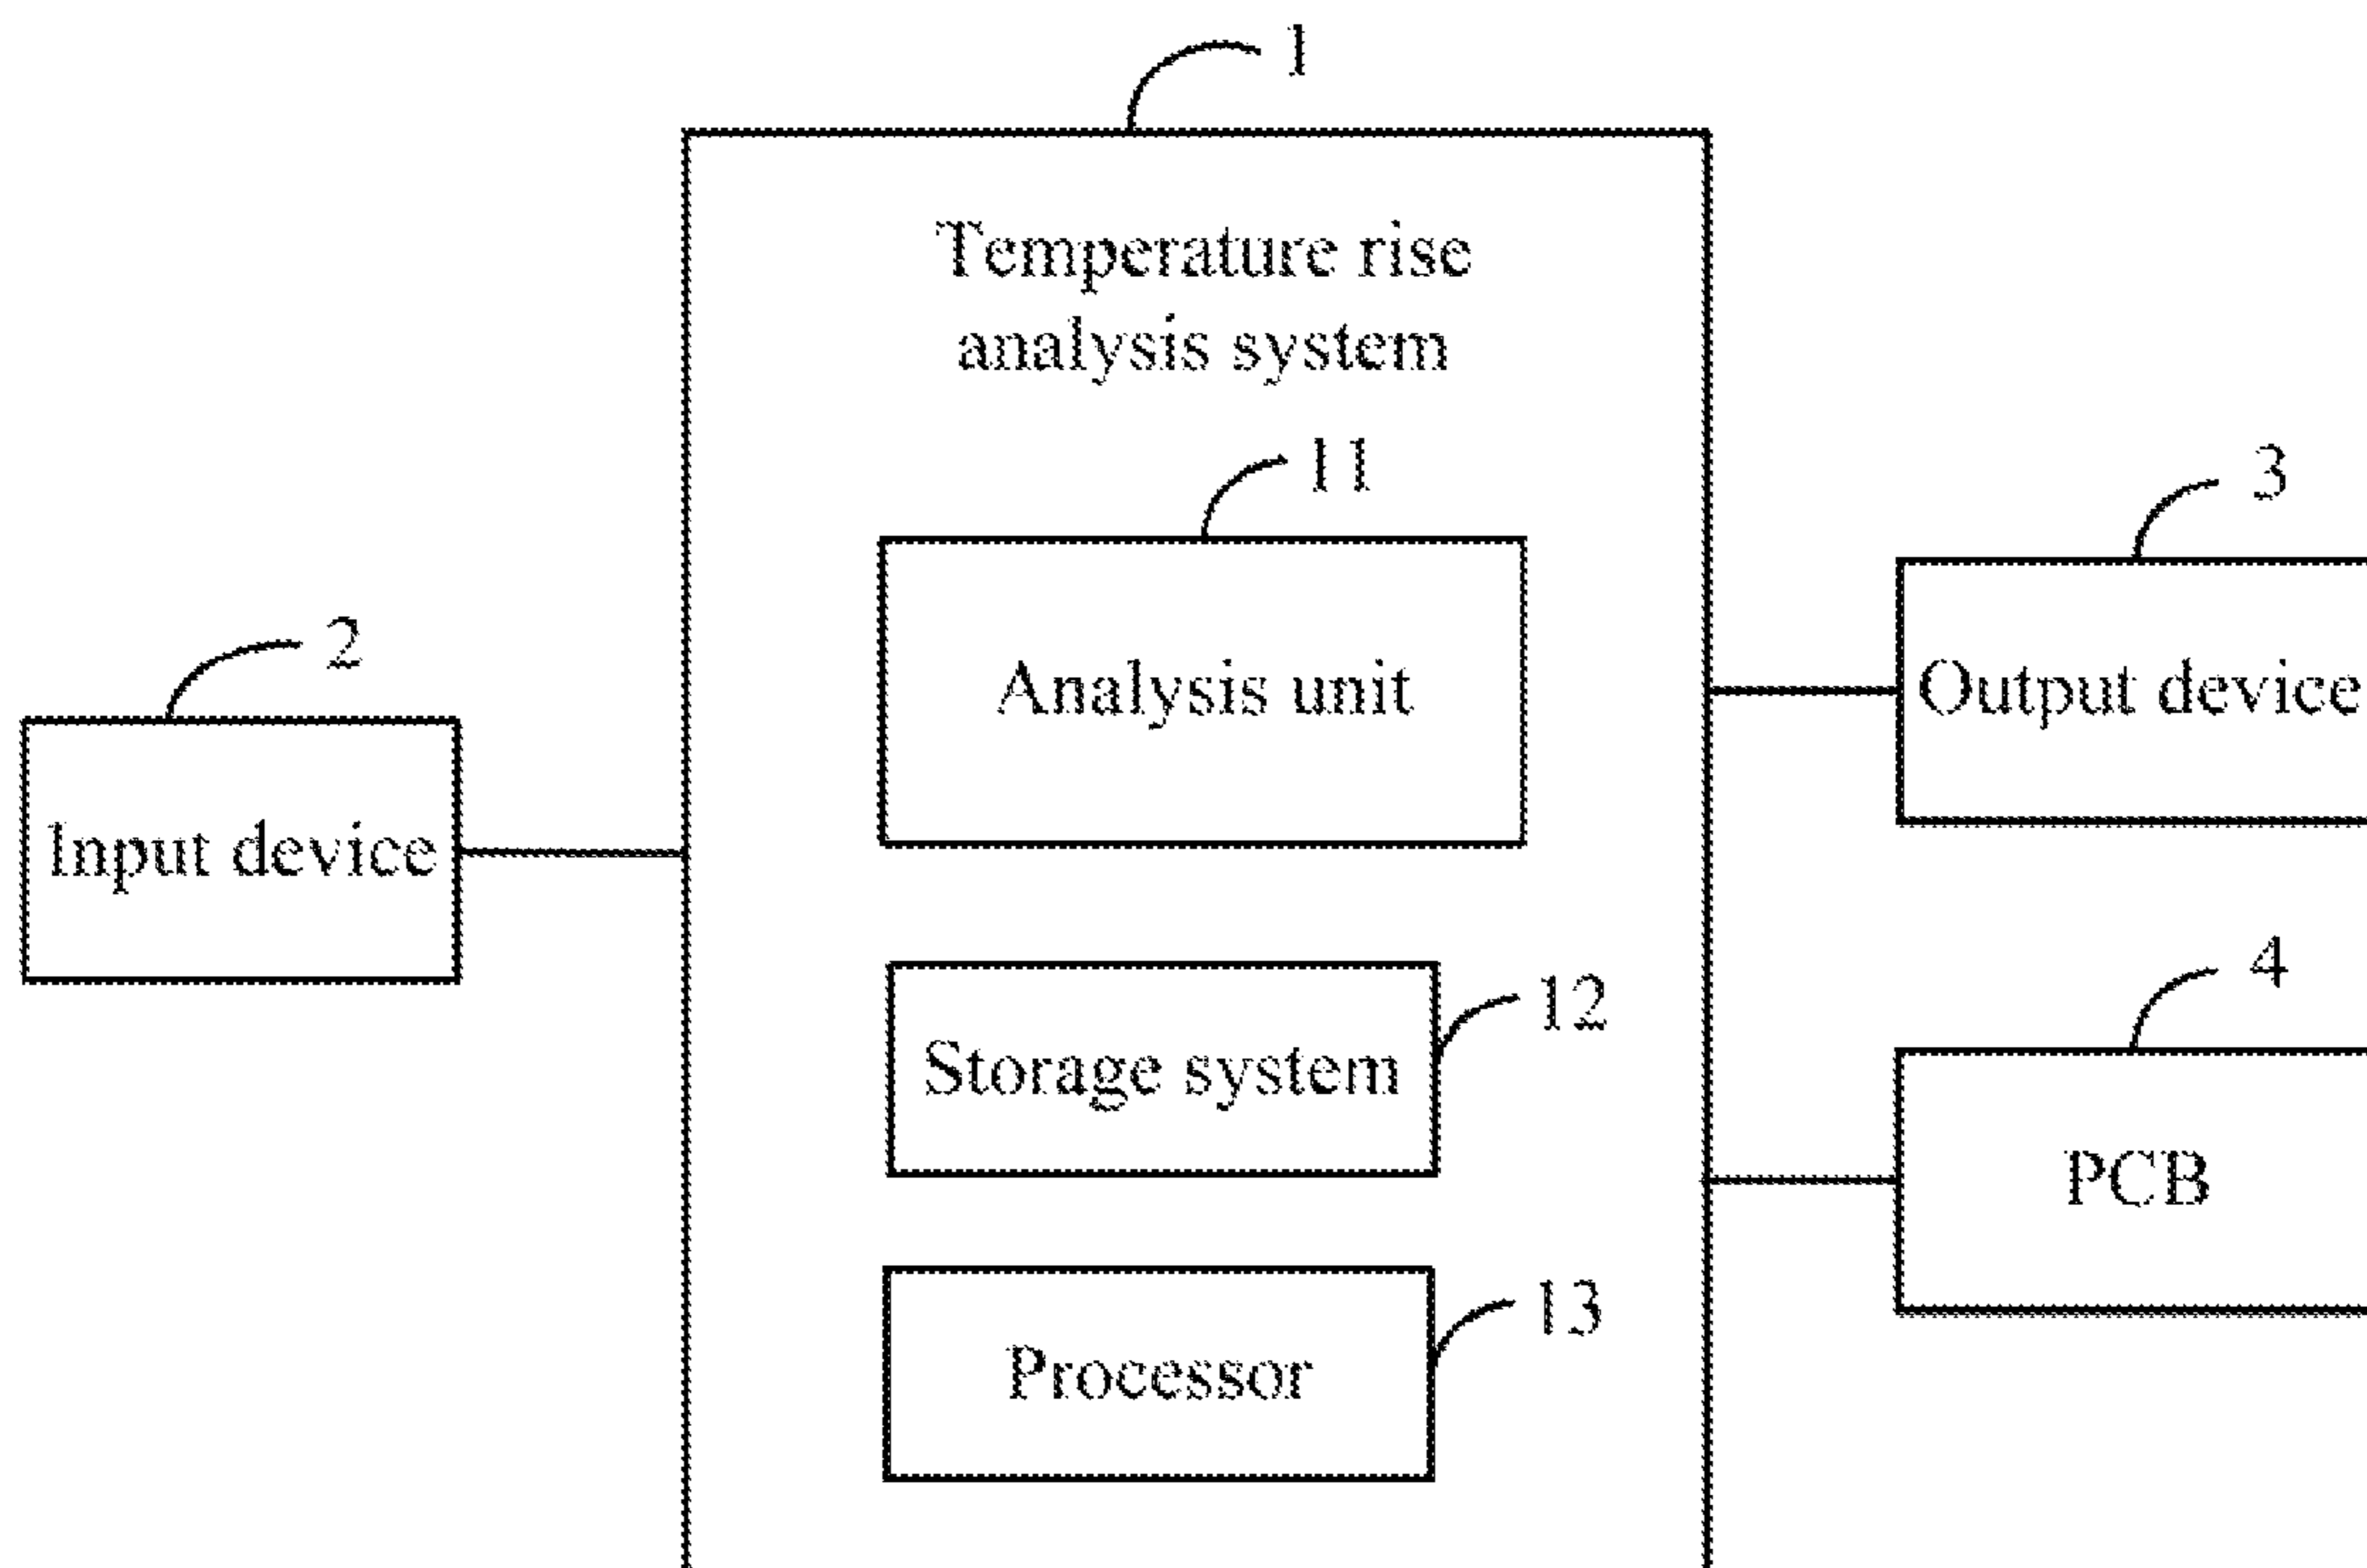 1
Temperature rise
analysis system
11
Analysis unit
2
Input device
3
Output device
12
Storage system
4
PCB
13
Processor